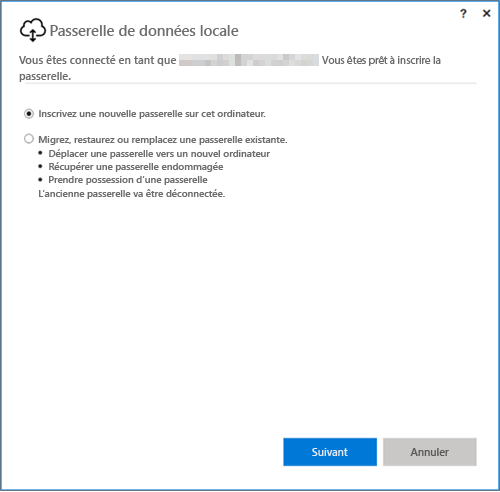 ? ×
Passerelle de données locale
Vous êtes connecté en tant que Vous êtes prêt à inscrire la
passerelle.
Inscrivez une nouvelle passerelle sur cet ordinateur.
Migrez, restaurez ou remplacez une passerelle existante.
• Déplacer une passerelle vers un nouvel ordinateur
• Récupérer une passerelle endommagée
• Prendre possession d'une passerelle
L'ancienne passerelle va être déconnectée.
Suivant Annuler